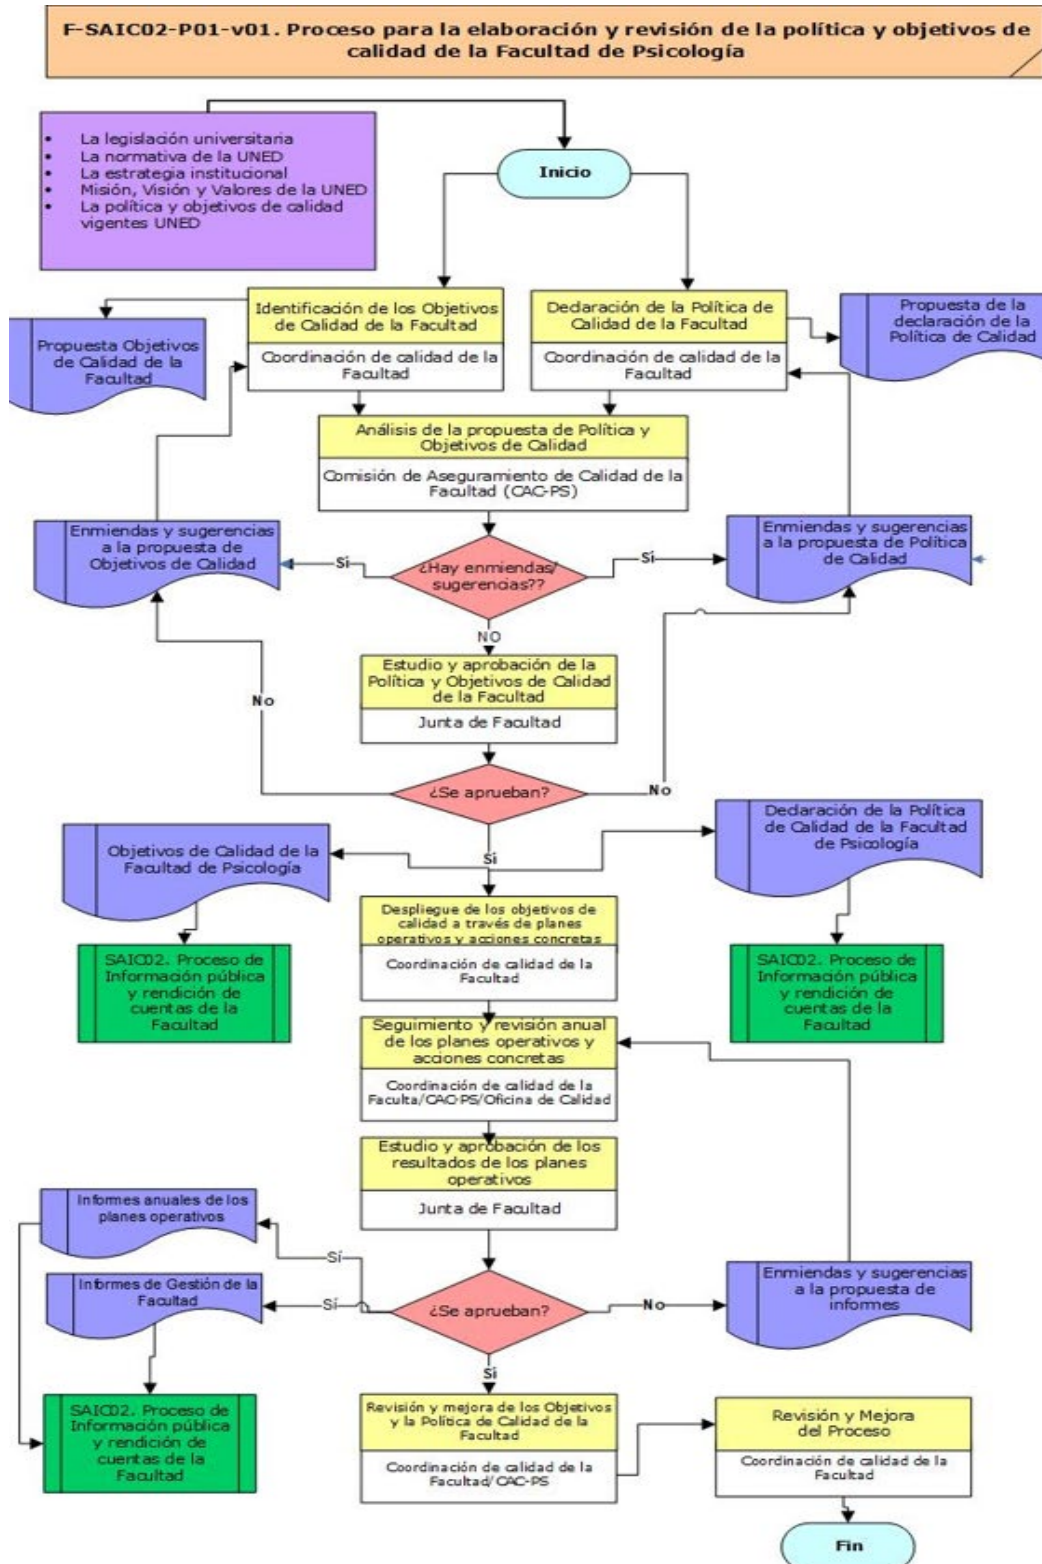 F-SAIC02-P01-v01. Proceso para la elaboración y revisión de la política y objetivos de
calidad de la Facultad de Psicología
• La legislación universitaria
• La normativa de la UNED
• La estrategia institucional
• Misión, Visión y Valores de la UNED
• La política y objetivos de calidad
vigentes UNED
Inicio
Propuesta Objetivos
de Calidad de la
Facultad
Identificación de los Objetivos
de Calidad de la Facultad
Coordinación de calidad de la
Facultad
Declaración de la Política de
Calidad de la Facultad
Coordinación de calidad de la
Facultad
Propuesta de la
declaración de la
Política de Calidad
Análisis de la propuesta de Política y
Objetivos de Calidad
Comisión de Aseguramiento de Calidad de la
Facultad (CAC-PS)
Enmiendas y sugerencias
a la propuesta de
Objetivos de Calidad
Sí
¿Hay enmiendas/
sugerencias??
Sí
Enmiendas y sugerencias
a la propuesta de Política
de Calidad
NO
Estudio y aprobación de la
Política y Objetivos de Calidad
de la Facultad
Junta de Facultad
No
¿Se aprueban?
No
Sí
Objetivos de Calidad de la
Facultad de Psicología
Declaración de la Política
de Calidad de la Facultad
de Psicología
Despliegue de los objetivos de
calidad a través de planes
operativos y acciones concretas
Coordinación de calidad de la
Facultad
SAIC02. Proceso de
Información pública
y rendición de
cuentas de la
Facultad
SAIC02. Proceso de
Información pública
y rendición de
cuentas de la
Facultad
Seguimiento y revisión anual
de los planes operativos y
acciones concretas
Coordinación de calidad de la
Faculta/CAC-PS/Oficina de Calidad
Estudio y aprobación de los
resultados de los planes
operativos
Junta de Facultad
Informes anuales de los
planes operativos
Sí
Informes de Gestión de la
Facultad
Sí
¿Se aprueban?
No
Enmiendas y sugerencias
a la propuesta de
informes
Sí
SAIC02. Proceso de
Información pública
y rendición de
cuentas de la
Facultad
Revisión y mejora de los Objetivos
y la Política de Calidad de la
Facultad
Coordinación de calidad de la
Facultad/CAC-PS
Revisión y Mejora
del Proceso
Coordinación de calidad de la
Facultad
Fin